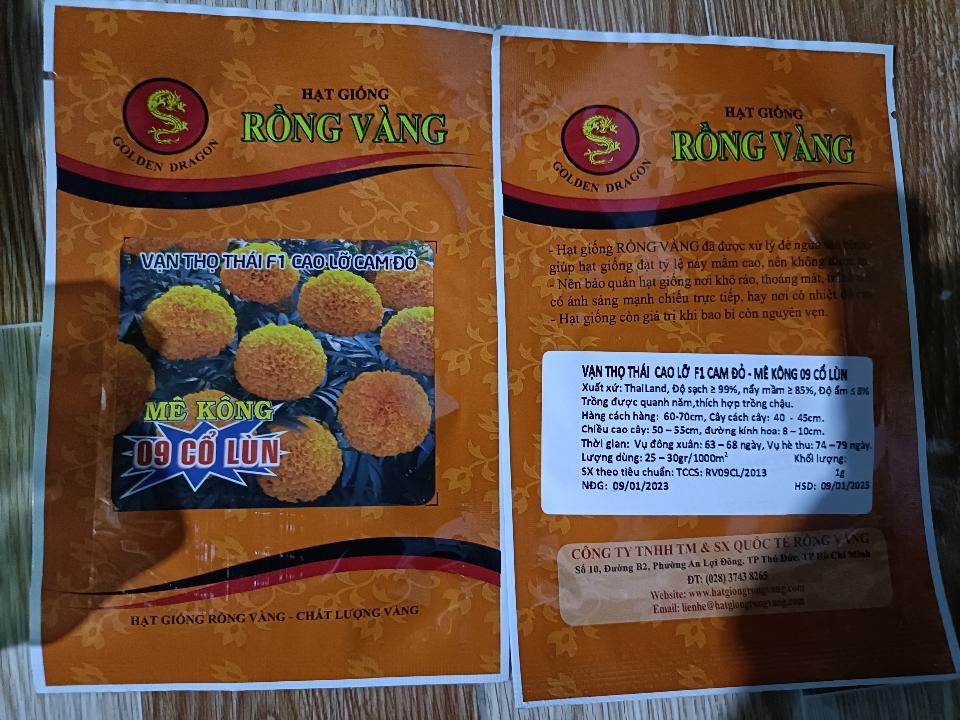 HẠT GIỐNG
RỒNG VÀNG
GOLDEN DRAGON
VẠN THỌ THÁI F1 CAO LỠ CAM ĐỎ
MÊ KÔNG
09 CỔ LÙN
HẠT GIỐNG RỒNG VÀNG - CHẤT LƯỢNG VÀNG
HẠT GIỐNG
RỒNG VÀNG
GOLDEN DRAGON
- Hạt giống RỒNG VÀNG đã được xử lý để ngừa
giúp hạt giống đạt tỷ lệ nảy mầm cao, nên không
- Nên bảo quản hạt giống nơi khô ráo, thoáng mát,
có ánh sáng mạnh chiếu trực tiếp, hay nơi có nhiệt
- Hạt giống còn giá trị khi bao bì còn nguyên vẹn.
VẠN THỌ THÁI CAO LỠ F1 CAM ĐỎ - MÊ KÔNG 09 CỔ LÙN
Xuất xứ: ThaiLand, Độ sạch ≥ 99%, nẩy mầm ≥ 85%, Độ ẩm ≤ 8%
Trồng được quanh năm,thích hợp trồng chậu.
Hàng cách hàng: 60-70cm, Cây cách cây: 40 - 45cm.
Chiều cao cây: 50 – 55cm, đường kính hoa: 8 – 10cm.
Thời gian: Vụ đông xuân: 63 – 68 ngày, Vụ hè thu: 74 – 79 ngày.
Lượng dùng: 25 – 30gr/1000m² Khối lượng:
SX theo tiêu chuẩn: TCCS: RV09CL/2013 1g
NĐG: 09/01/2023 HSD: 09/01/2025
CÔNG TY TNHH TM & SX QUỐC TẾ RỒNG VÀNG
Số 10, Đường B2, Phường An Lợi Đông, TP Thủ Đức, TP Hồ Chí Minh
ĐT: (028) 3743 8265
Website: www.hatgiongrongvang.com
Email: lienhe@hatgiongrongvang.com